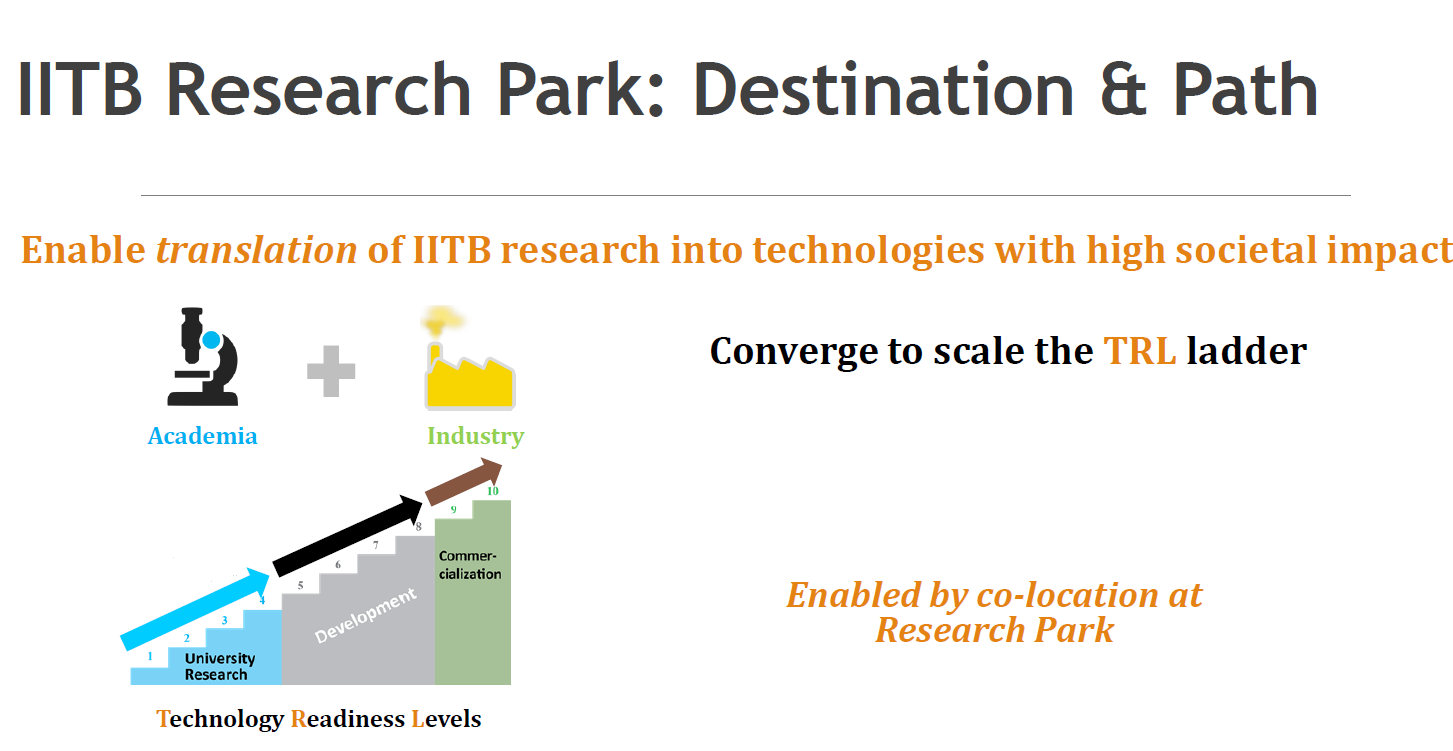 IITB Research Park: Destination & Path
Enable translation of IITB research into technologies with high societal impact
Converge to scale the TRL ladder
Academia
Industry
1
2
3
4
5
6
7
8
9
10
University
Research
Development
Commer-
cialization
Technology Readiness Levels
Enabled by co-location at
Research Park